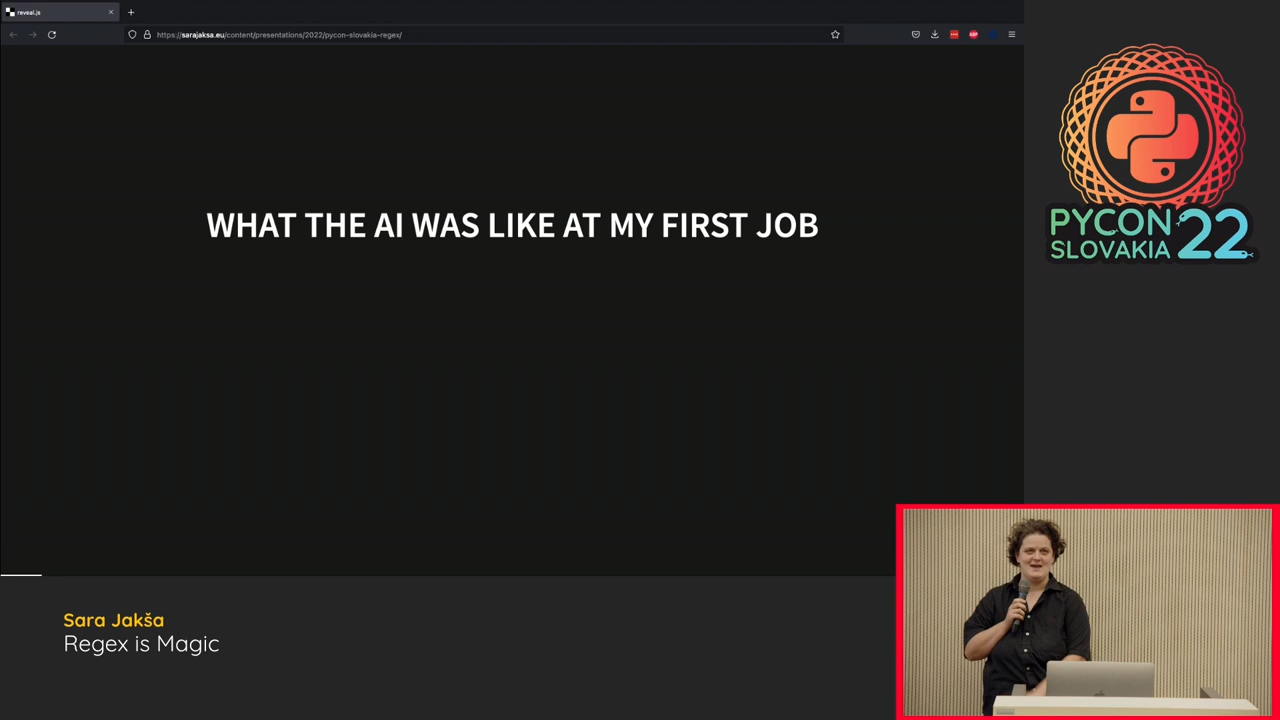 reveal.js
https://sarajaksa.eu/content/presentations/2022/pycon-slovakia-regex/
ABP
WHAT THE AI WAS LIKE AT MY FIRST JOB
PYCON
SLOVAKIA
22
Sara Jakša
Regex is Magic